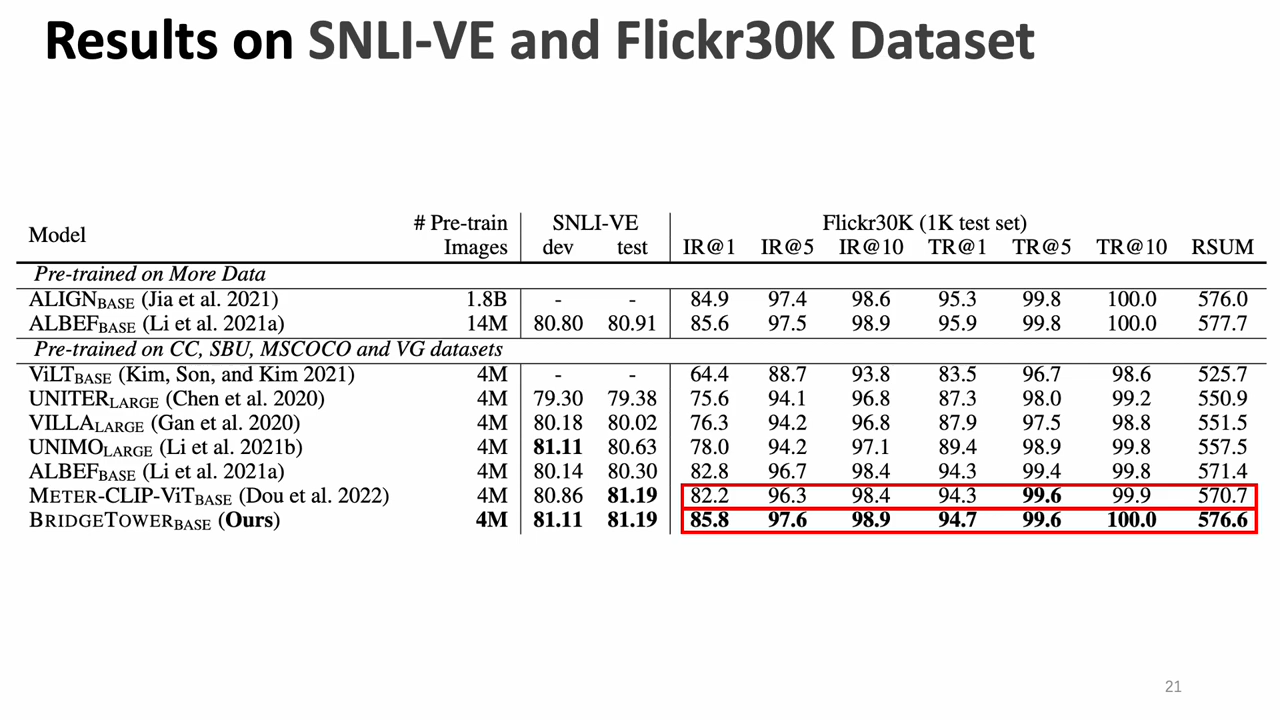 Results on SNLI-VE and Flickr30K Dataset
Model # Pre-train Images SNLI-VE Flickr30K (1K test set)
dev test IR@1 IR@5 IR@10 TR@1 TR@5 TR@10 RSUM
Pre-trained on More Data
ALIGNBASE (Jia et al. 2021) 1.8B - - 84.9 97.4 98.6 95.3 99.8 100.0 576.0
ALBEFBASE (Li et al. 2021a) 14M 80.80 80.91 85.6 97.5 98.9 95.9 99.8 100.0 577.7
Pre-trained on CC, SBU, MSCOCO and VG datasets
ViLTBASE (Kim, Son, and Kim 2021) 4M - - 64.4 88.7 93.8 83.5 96.7 98.6 525.7
UNITERLARGE (Chen et al. 2020) 4M 79.30 79.38 75.6 94.1 96.8 87.3 98.0 99.2 550.9
VILLALARGE (Gan et al. 2020) 4M 80.18 80.02 76.3 94.2 96.8 87.9 97.5 98.8 551.5
UNIMOLARGE (Li et al. 2021b) 4M 81.11 80.63 78.0 94.2 97.1 89.4 98.9 99.8 557.5
ALBEFBASE (Li et al. 2021a) 4M 80.14 80.30 82.8 96.7 98.4 94.3 99.4 99.8 571.4
METER-CLIP-ViTBASE (Dou et al. 2022) 4M 80.86 81.19 82.2 96.3 98.4 94.3 99.6 99.9 570.7
BRIDGETOWERBASE (Ours) 4M 81.11 81.19 85.8 97.6 98.9 94.7 99.6 100.0 576.6
21